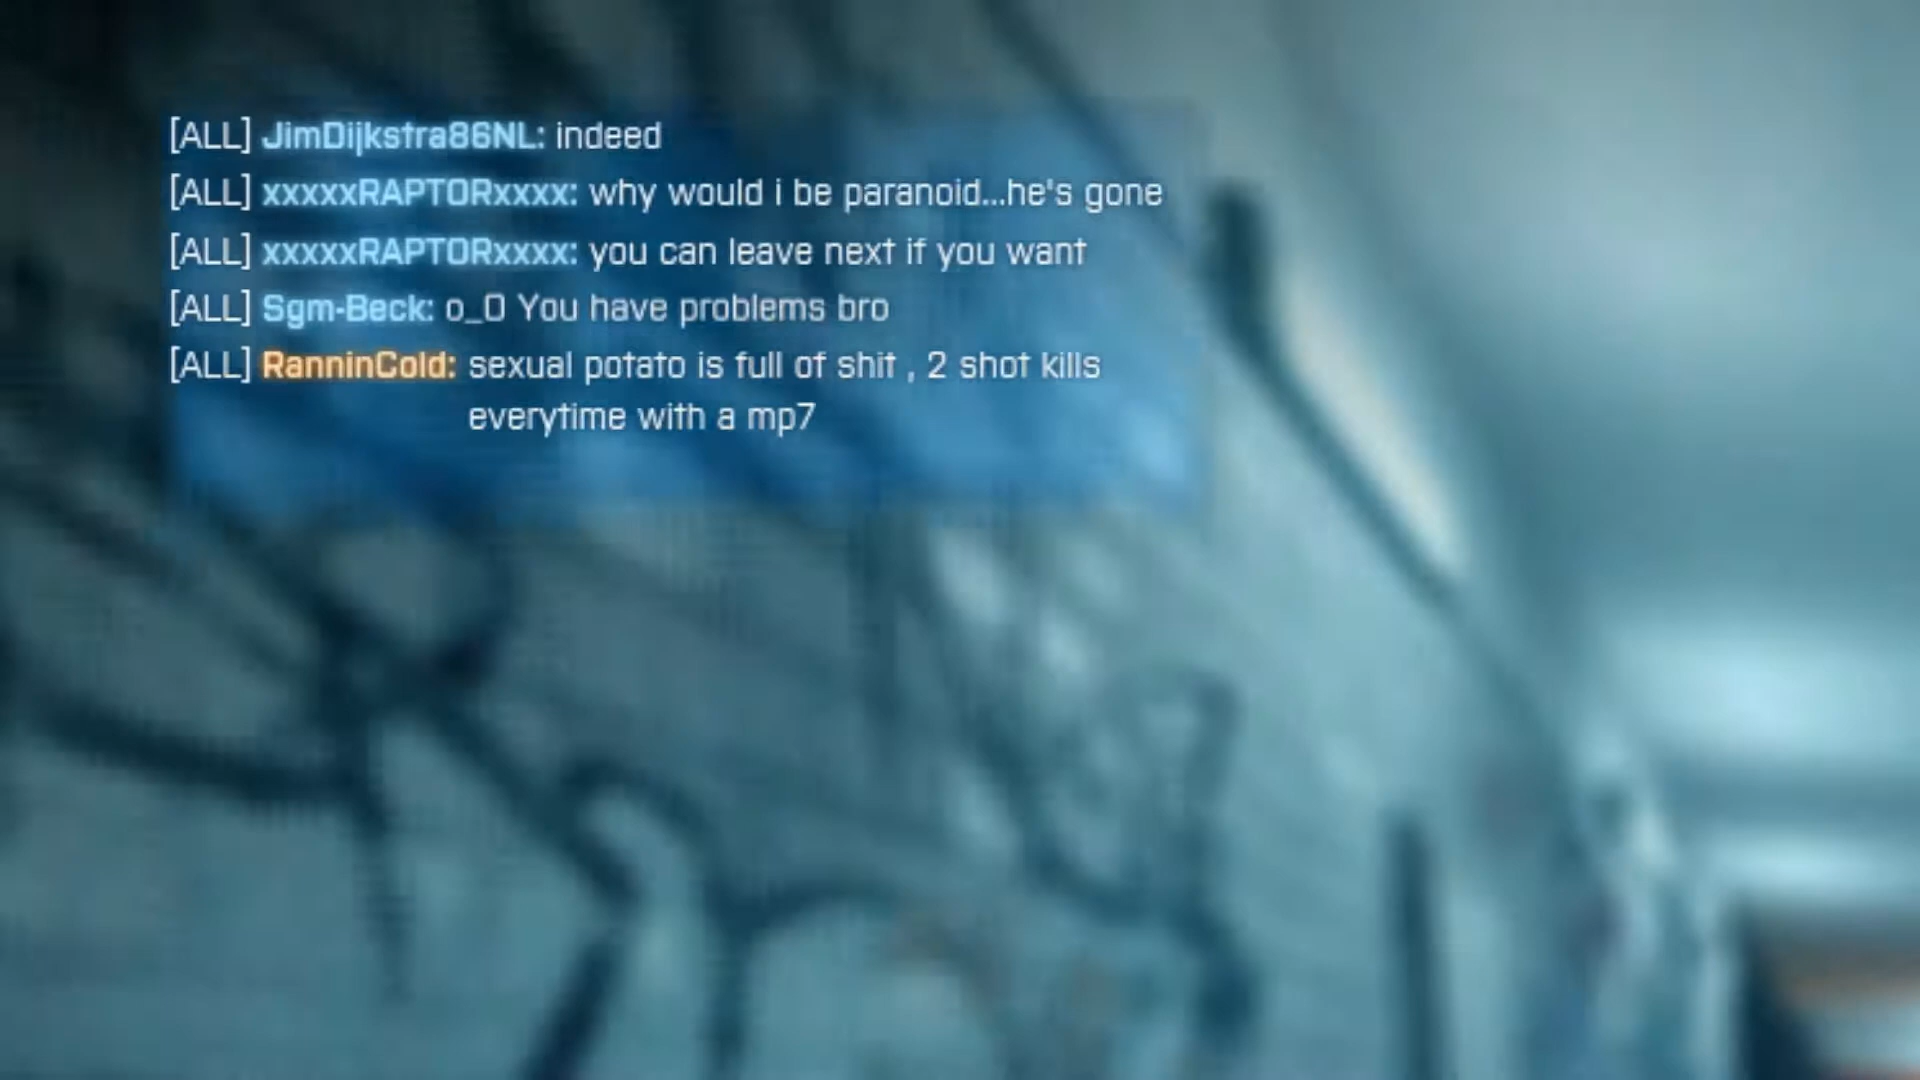 [ALL] JimDijkstra86NL: indeed
[ALL] xxxxxRAPTORxxxx: why would i be paranoid...he's gone
[ALL] xxxxxRAPTORxxxx: you can leave next if you want
[ALL] Sgm-Beck: o_O You have problems bro
[ALL] RanninCold: sexual potato is full of shit , 2 shot kills
everytime with a mp7